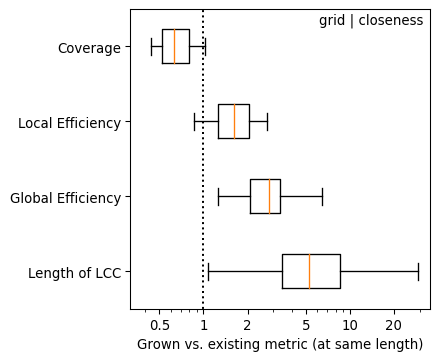 grid | closeness
Coverage
Local Efficiency
Global Efficiency
Length of LCC
0.5 1 2 5 10 20
Grown vs. existing metric (at same length)